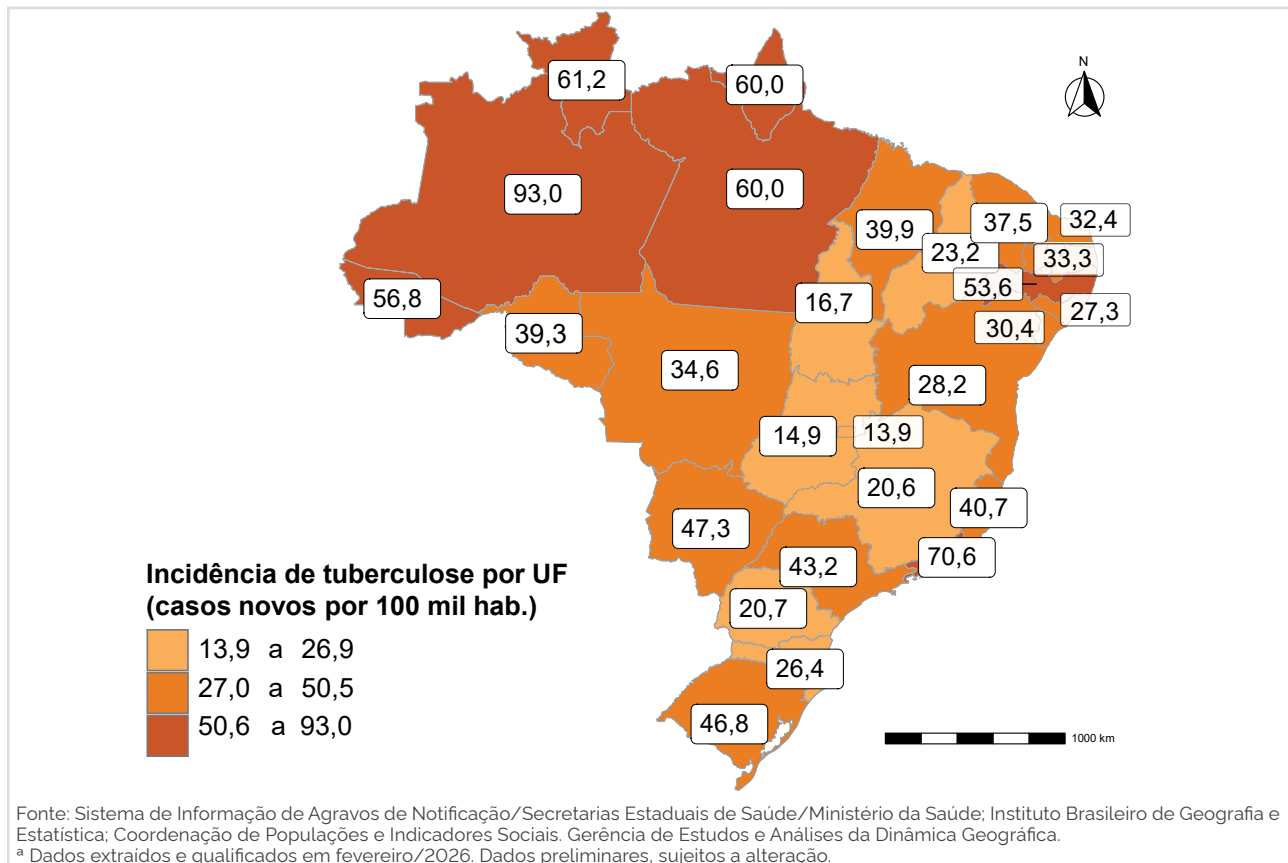 N
61,2
60,0
93,0
60,0
39,9
37,5
32,4
23,2
33,3
53,6
16,7
56,8
27,3
39,3
30,4
34,6
28,2
14,9
13,9
20,6
40,7
47,3
70,6
43,2
20,7
26,4
46,8
Incidência de tuberculose por UF
(casos novos por 100 mil hab.)
13,9 a 26,9
27,0 a 50,5
50,6 a 93,0
1000 km
Fonte: Sistema de Informação de Agravos de Notificação/Secretarias Estaduais de Saúde/Ministério da Saúde; Instituto Brasileiro de Geografia e
Estatística; Coordenação de Populações e Indicadores Sociais. Gerência de Estudos e Análises da Dinâmica Geográfica.
ª Dados extraídos e qualificados em fevereiro/2026. Dados preliminares, sujeitos a alteração.